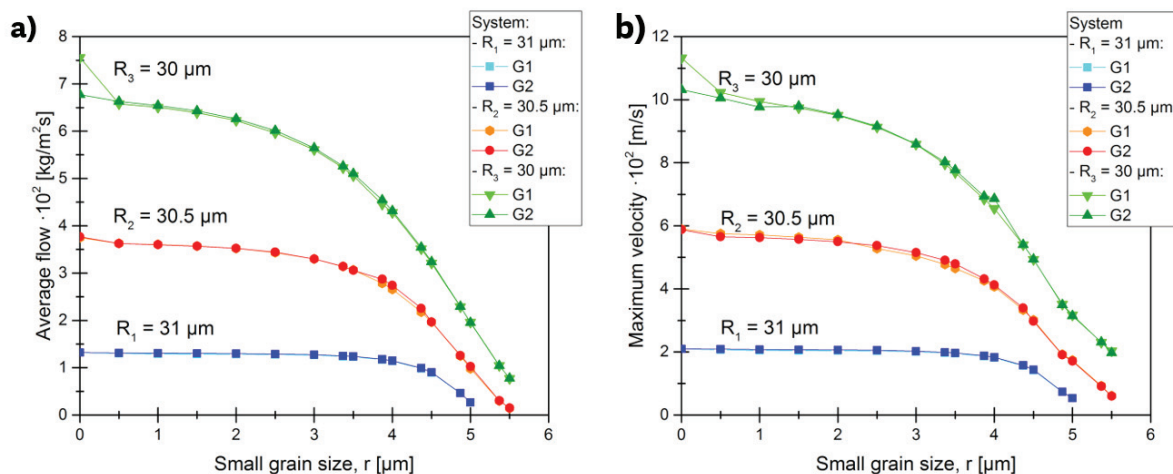 a)
Average flow ·10² [kg/m²s]
8
7
6
5
4
3
2
1
0
R₃ = 30 µm
R₂ = 30.5 µm
R₁ = 31 µm
System:
- R₁ = 31 µm:
G1
G2
- R₂ = 30.5 µm:
G1
G2
- R₃ = 30 µm:
G1
G2
0 1 2 3 4 5 6
Small grain size, r [µm]
b)
Maximum velocity ·10² [m/s]
12
10
8
6
4
2
0
R₃ = 30 µm
R₂ = 30.5 µm
R₁ = 31 µm
System
- R₁ = 31 µm:
G1
G2
- R₂ = 30.5 µm:
G1
G2
- R₃ = 30 µm:
G1
G2
0 1 2 3 4 5 6
Small grain size, r [µm]